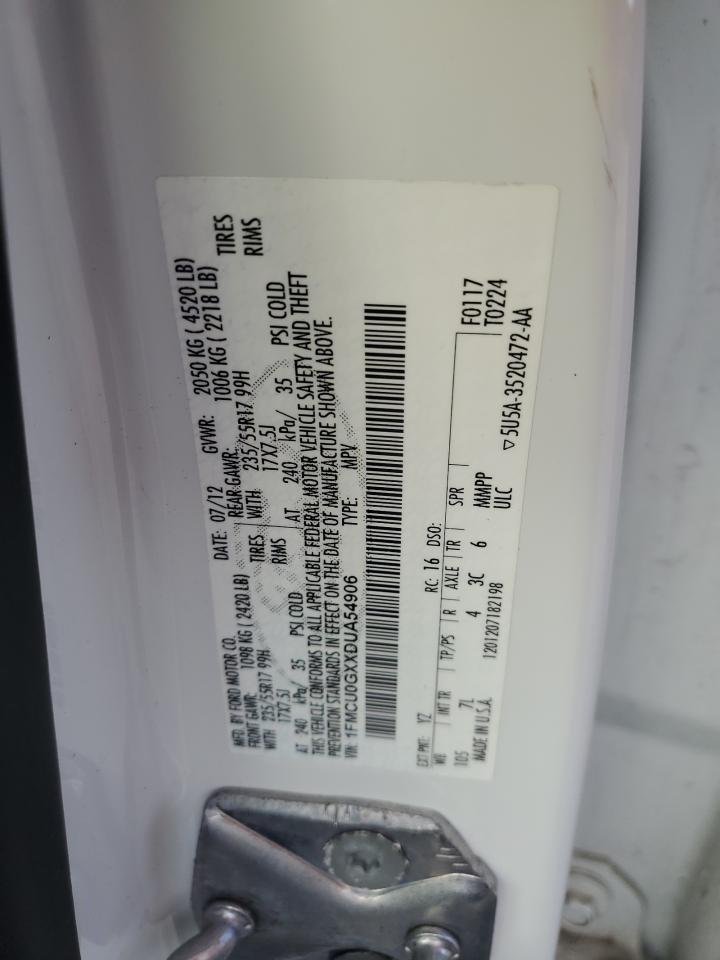 MFD. BY FORD MOTOR CO.
DATE: 07/12 GVWR: 2050 KG ( 4520 LB)
FRONT GAWR: 1098 KG ( 2420 LB) REAR GAWR: 1006 KG ( 2218 LB)
WITH 235/55R17 99H TIRES WITH 235/55R17 99H TIRES
17X7.5J RIMS 17X7.5J RIMS
AT 240 kPa/ 35 PSI COLD AT 240 kPa/ 35 PSI COLD
THIS VEHICLE CONFORMS TO ALL APPLICABLE FEDERAL MOTOR VEHICLE SAFETY AND THEFT
PREVENTION STANDARDS IN EFFECT ON THE DATE OF MANUFACTURE SHOWN ABOVE.
VIN: 1FMCU0GXXDUA54906 TYPE: MPV
EXT PNT: YZ RC: 16 DSO: F0117
WB INT TR TP/PS R AXLE TR SPR T0224
105 7L 4 3C 6 MMPP
MADE IN U.S.A. 1201207182198 ULC ▽5U5A-3520472-AA